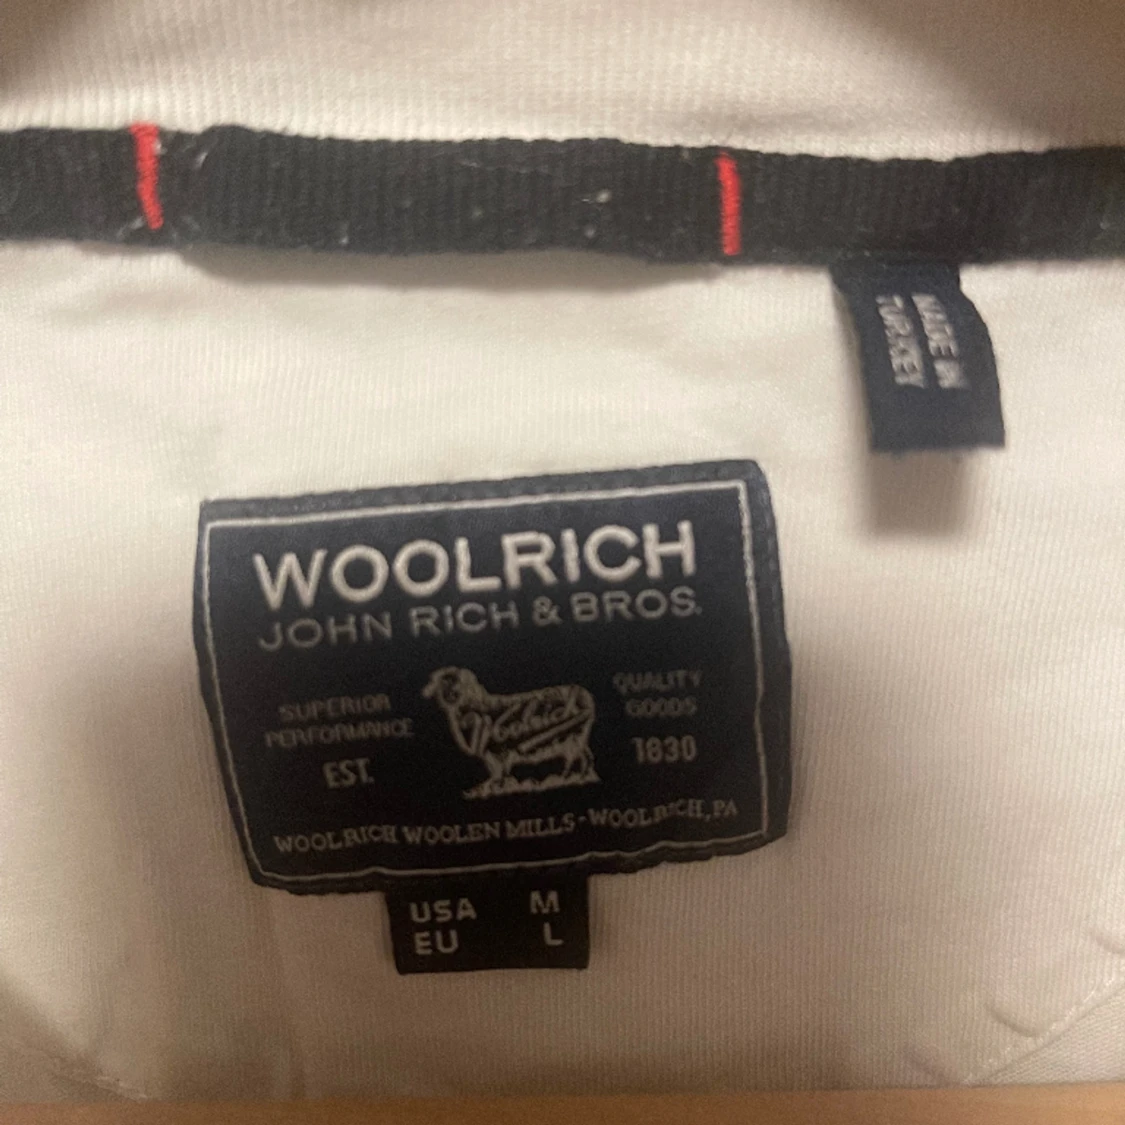 MADE IN
TURKEY
WOOLRICH
JOHN RICH & BROS.
SUPERIOR
PERFORMANCE
EST.
Woolrich
QUALITY
GOODS
1830
WOOLRICH WOOLEN MILLS-WOOLRICH, PA
USA M
EU L